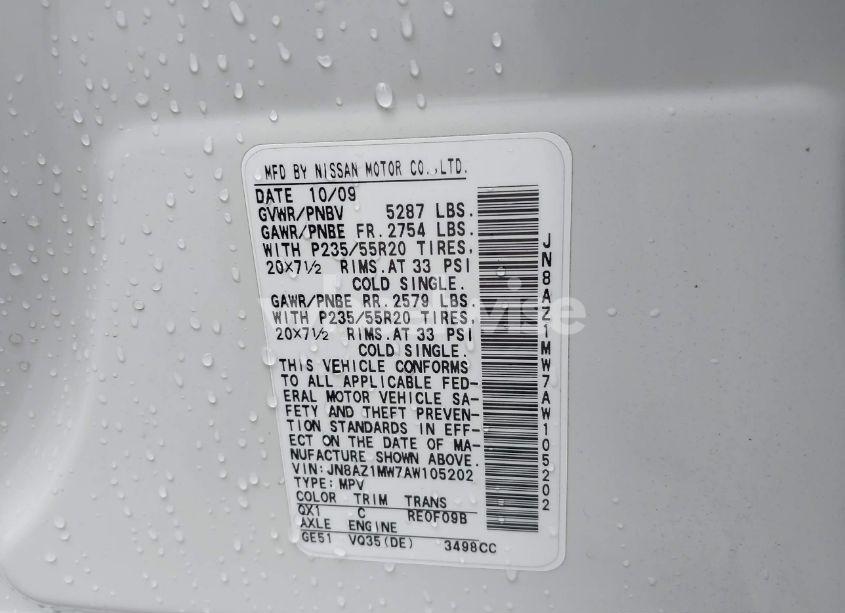 MFD BY NISSAN MOTOR CO.,LTD.
DATE 10/09
GVWR/PNBV 5287 LBS.
GAWR/PNBE FR. 2754 LBS.
WITH P235/55R20 TIRES,
20X7½ RIMS.AT 33 PSI
COLD SINGLE.
GAWR/PNBE RR. 2579 LBS.
WITH P235/55R20 TIRES,
20X7½ RIMS.AT 33 PSI
COLD SINGLE.
THIS VEHICLE CONFORMS
TO ALL APPLICABLE FED-
ERAL MOTOR VEHICLE SA-
FETY AND THEFT PREVEN-
TION STANDARDS IN EFF-
ECT ON THE DATE OF MA-
NUFACTURE SHOWN ABOVE.
VIN:JN8AZ1MW7AW105202
TYPE:MPV
COLOR TRIM TRANS
QX1 C RE0F09B
AXLE ENGINE
GE51 VQ35(DE) 3498CC
JN8AZ1MW7AW105202